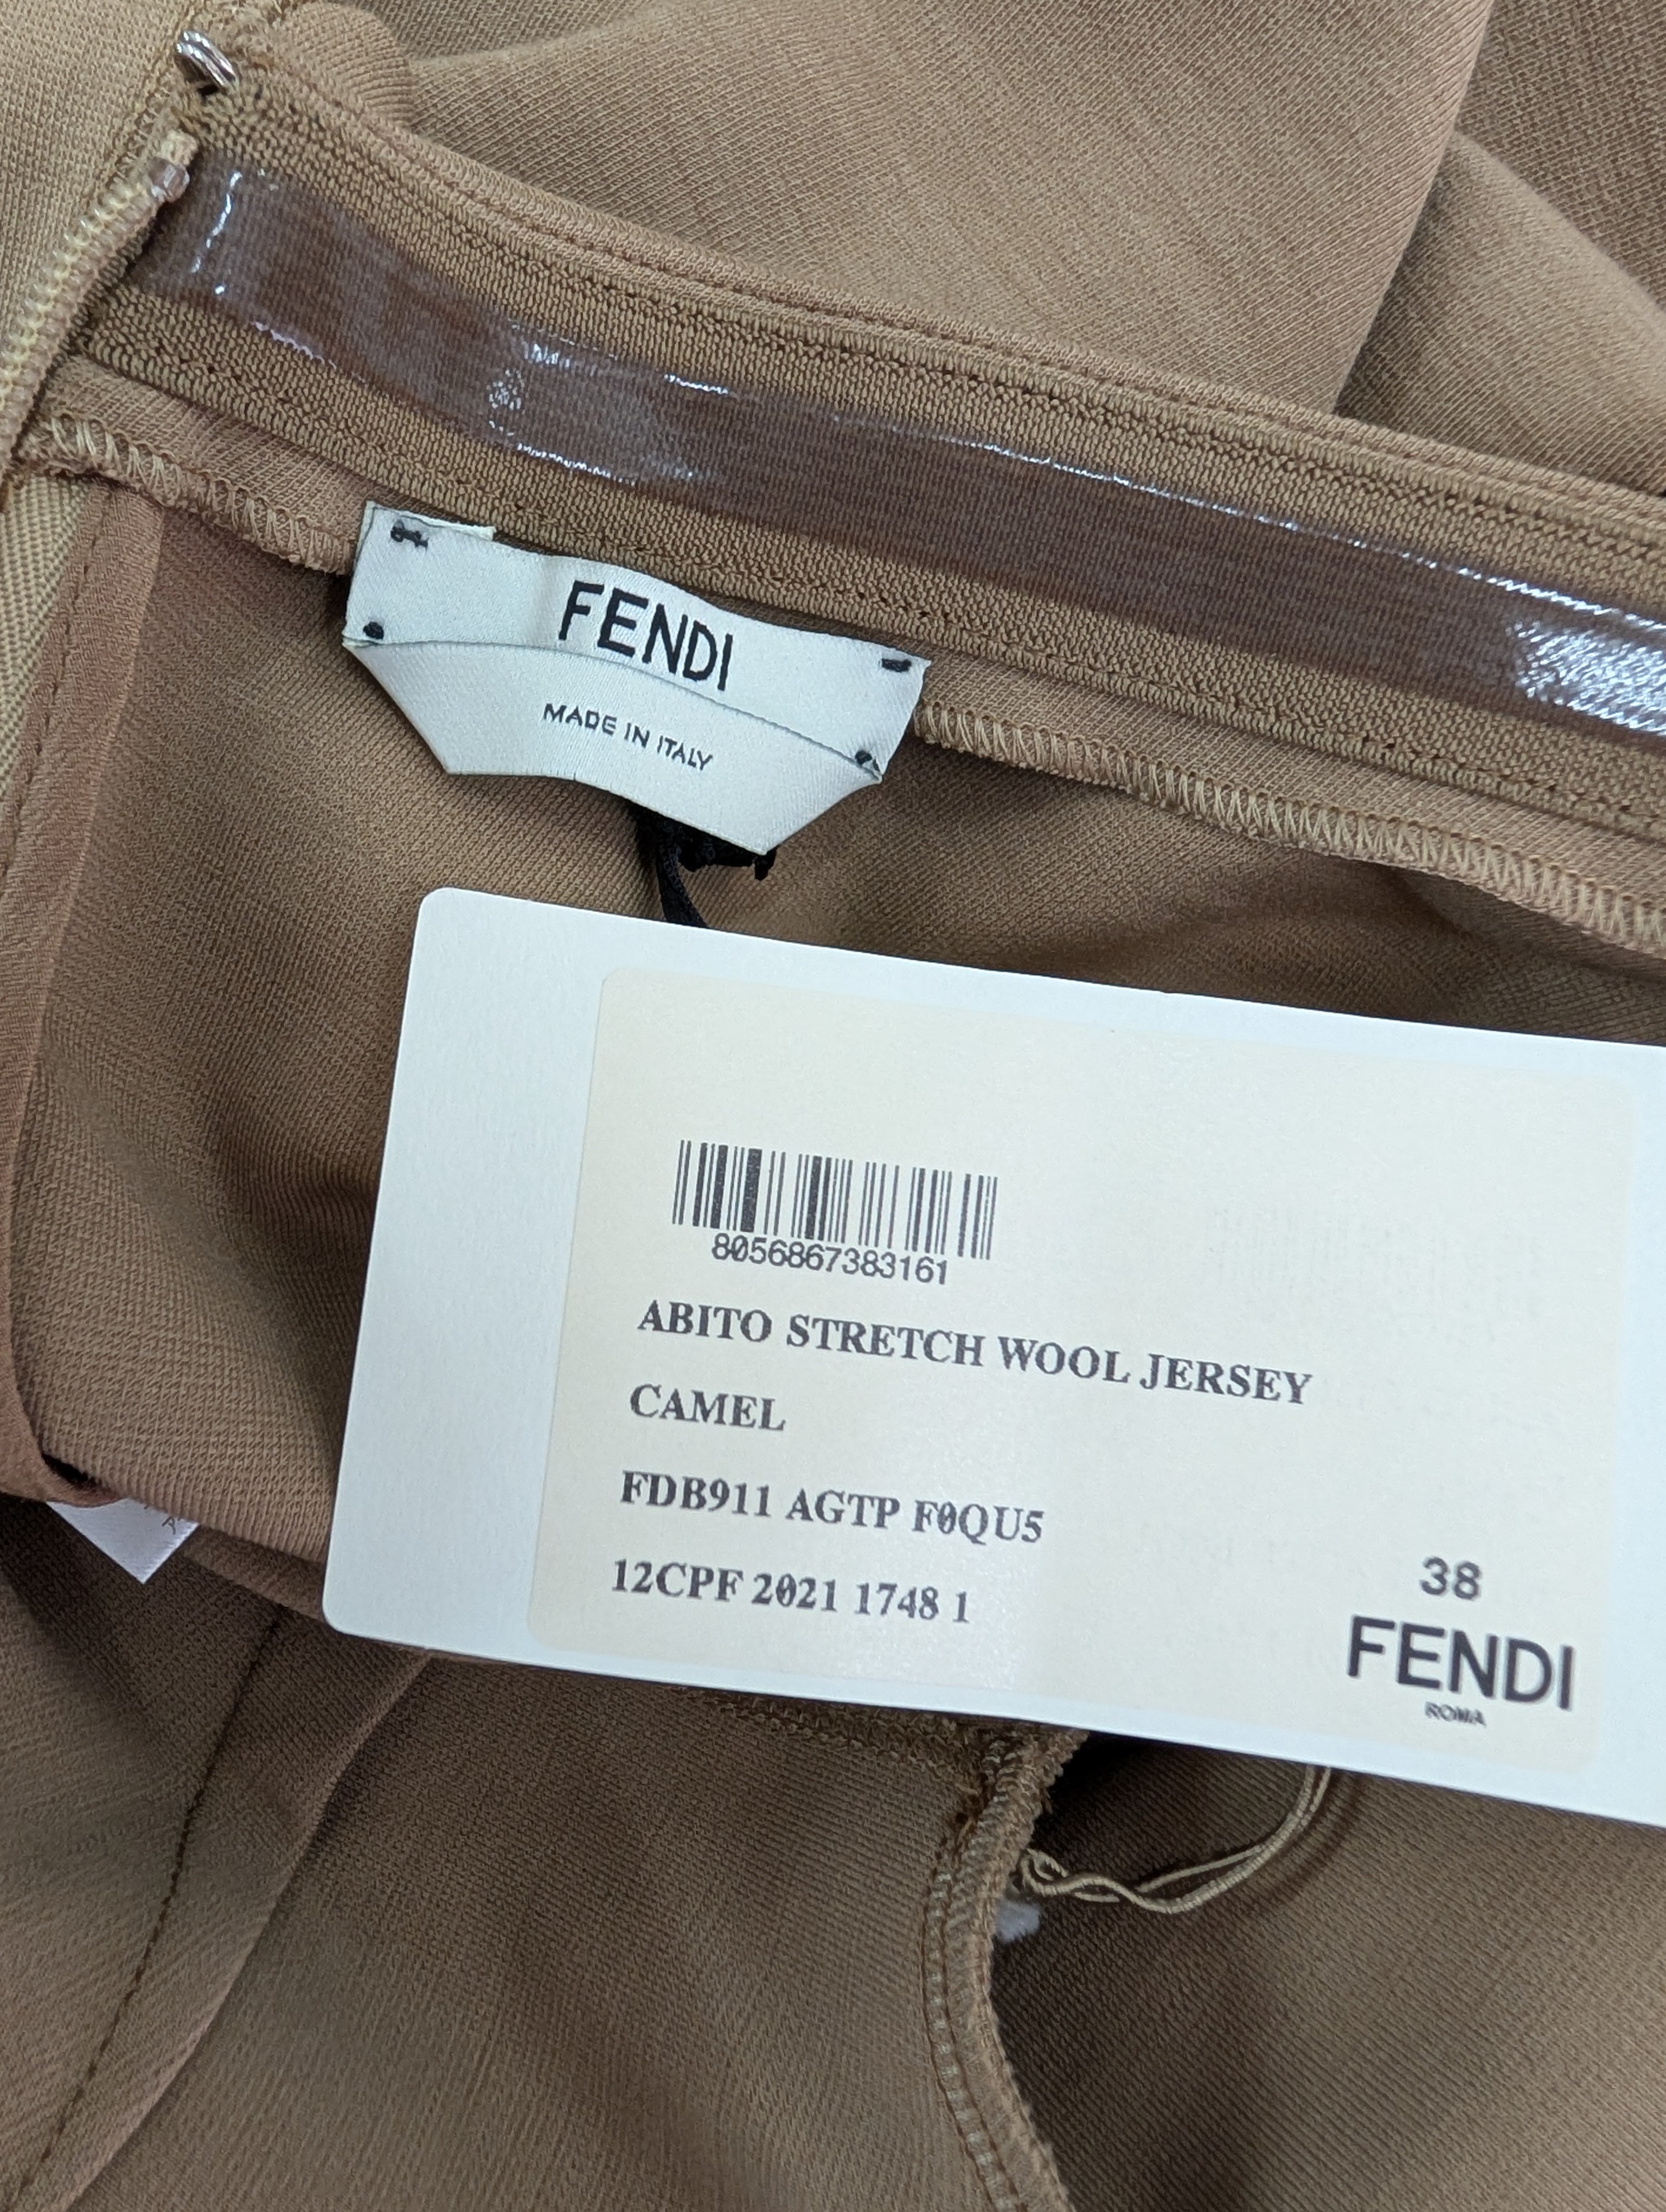 FENDI
MADE IN ITALY
8056867383161
ABITO STRETCH WOOL JERSEY
CAMEL
FDB911 AGTP F0QU5
12CPF 2021 1748 1
38
FENDI
ROMA